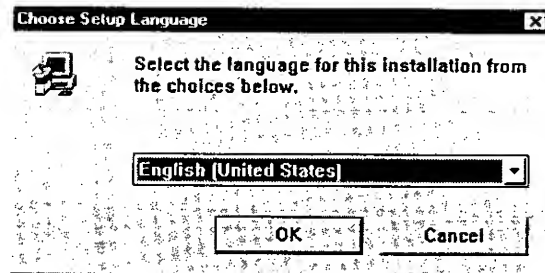 Choose Setup Language
Select the language for this installation from
the choices below.
English (United States)
OK
Cancel